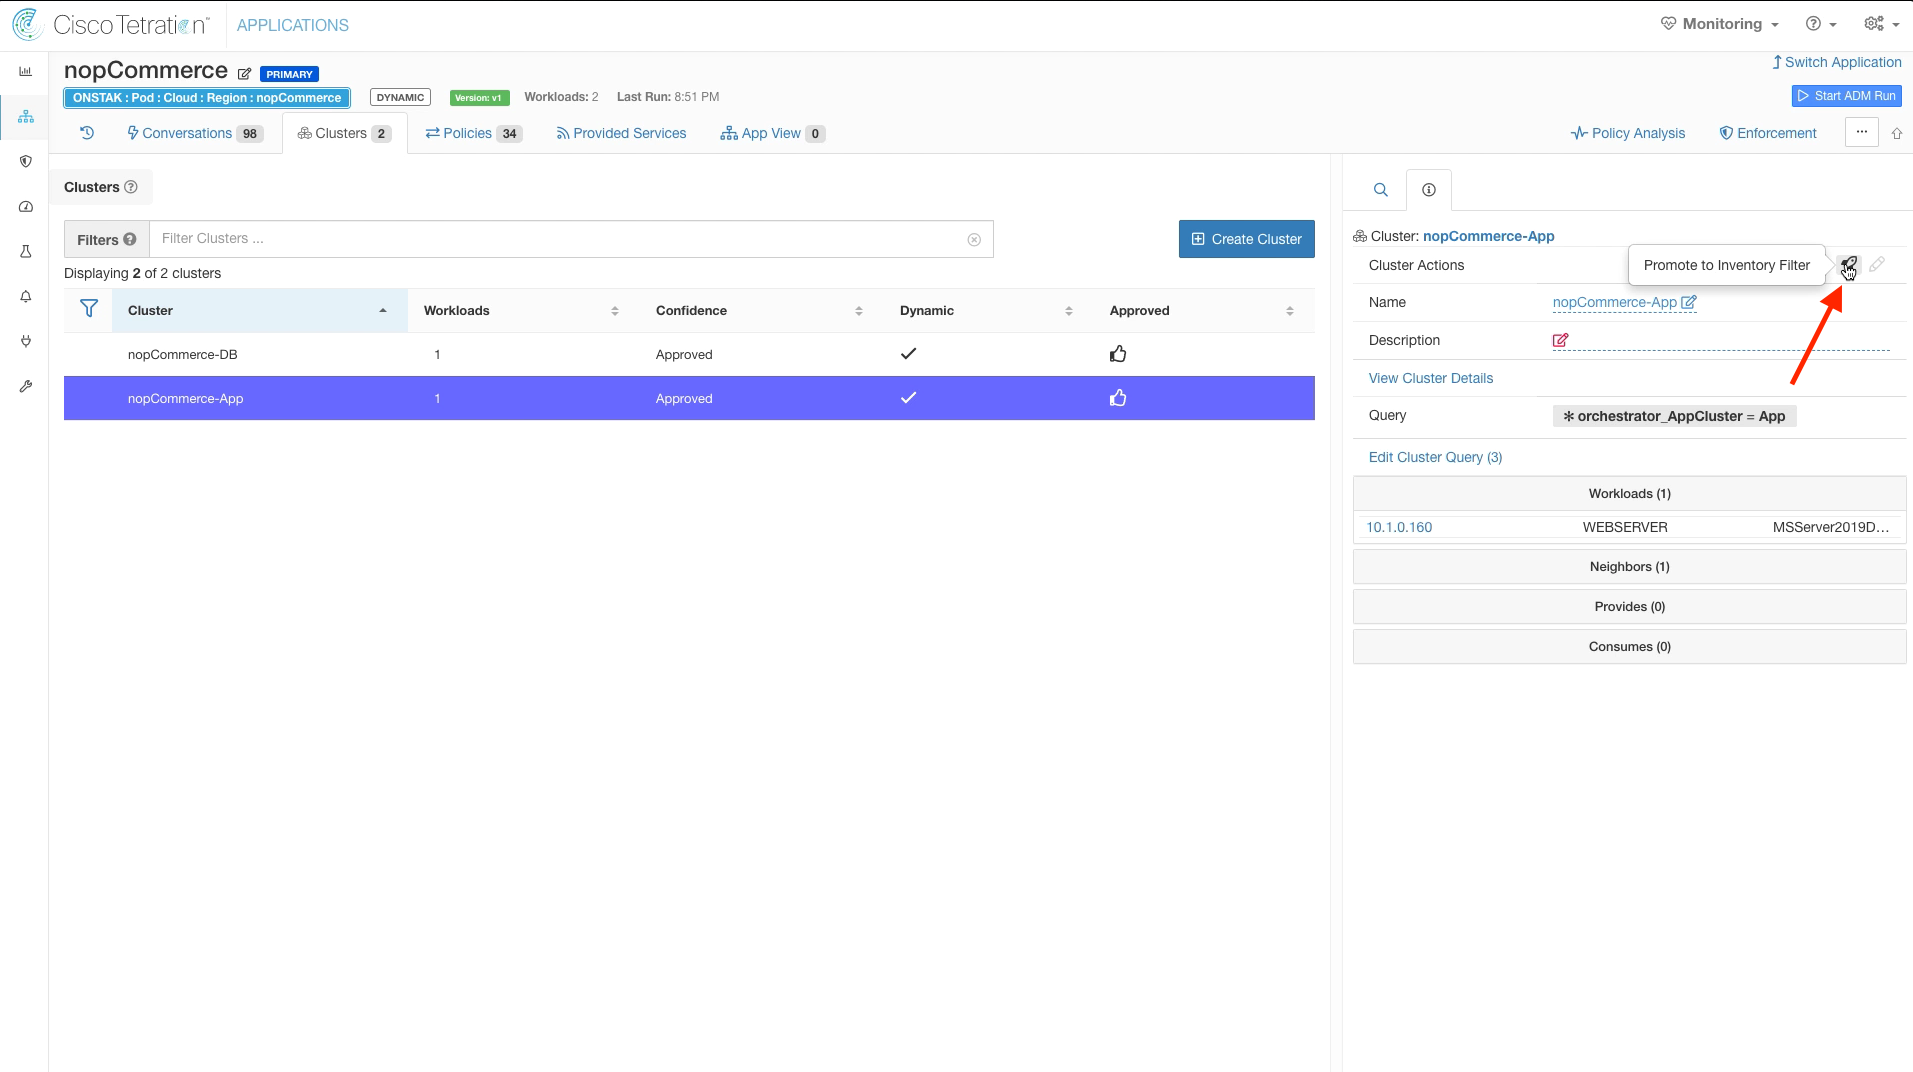 Cisco Tetration™ APPLICATIONS Monitoring
nopCommerce PRIMARY Switch Application
ONSTAK : Pod : Cloud : Region : nopCommerce DYNAMIC Version: v1 Workloads: 2 Last Run: 8:51 PM Start ADM Run
Conversations 98 Clusters 2 Policies 34 Provided Services App View 0 Policy Analysis Enforcement ...
Clusters
Filters Filter Clusters ... Create Cluster
Displaying 2 of 2 clusters
Cluster Workloads Confidence Dynamic Approved
nopCommerce-DB 1 Approved
nopCommerce-App 1 Approved
Cluster: nopCommerce-App
Cluster Actions Promote to Inventory Filter
Name nopCommerce-App
Description
View Cluster Details
Query * orchestrator_AppCluster = App
Edit Cluster Query (3)
Workloads (1)
10.1.0.160 WEBSERVER MSServer2019D...
Neighbors (1)
Provides (0)
Consumes (0)